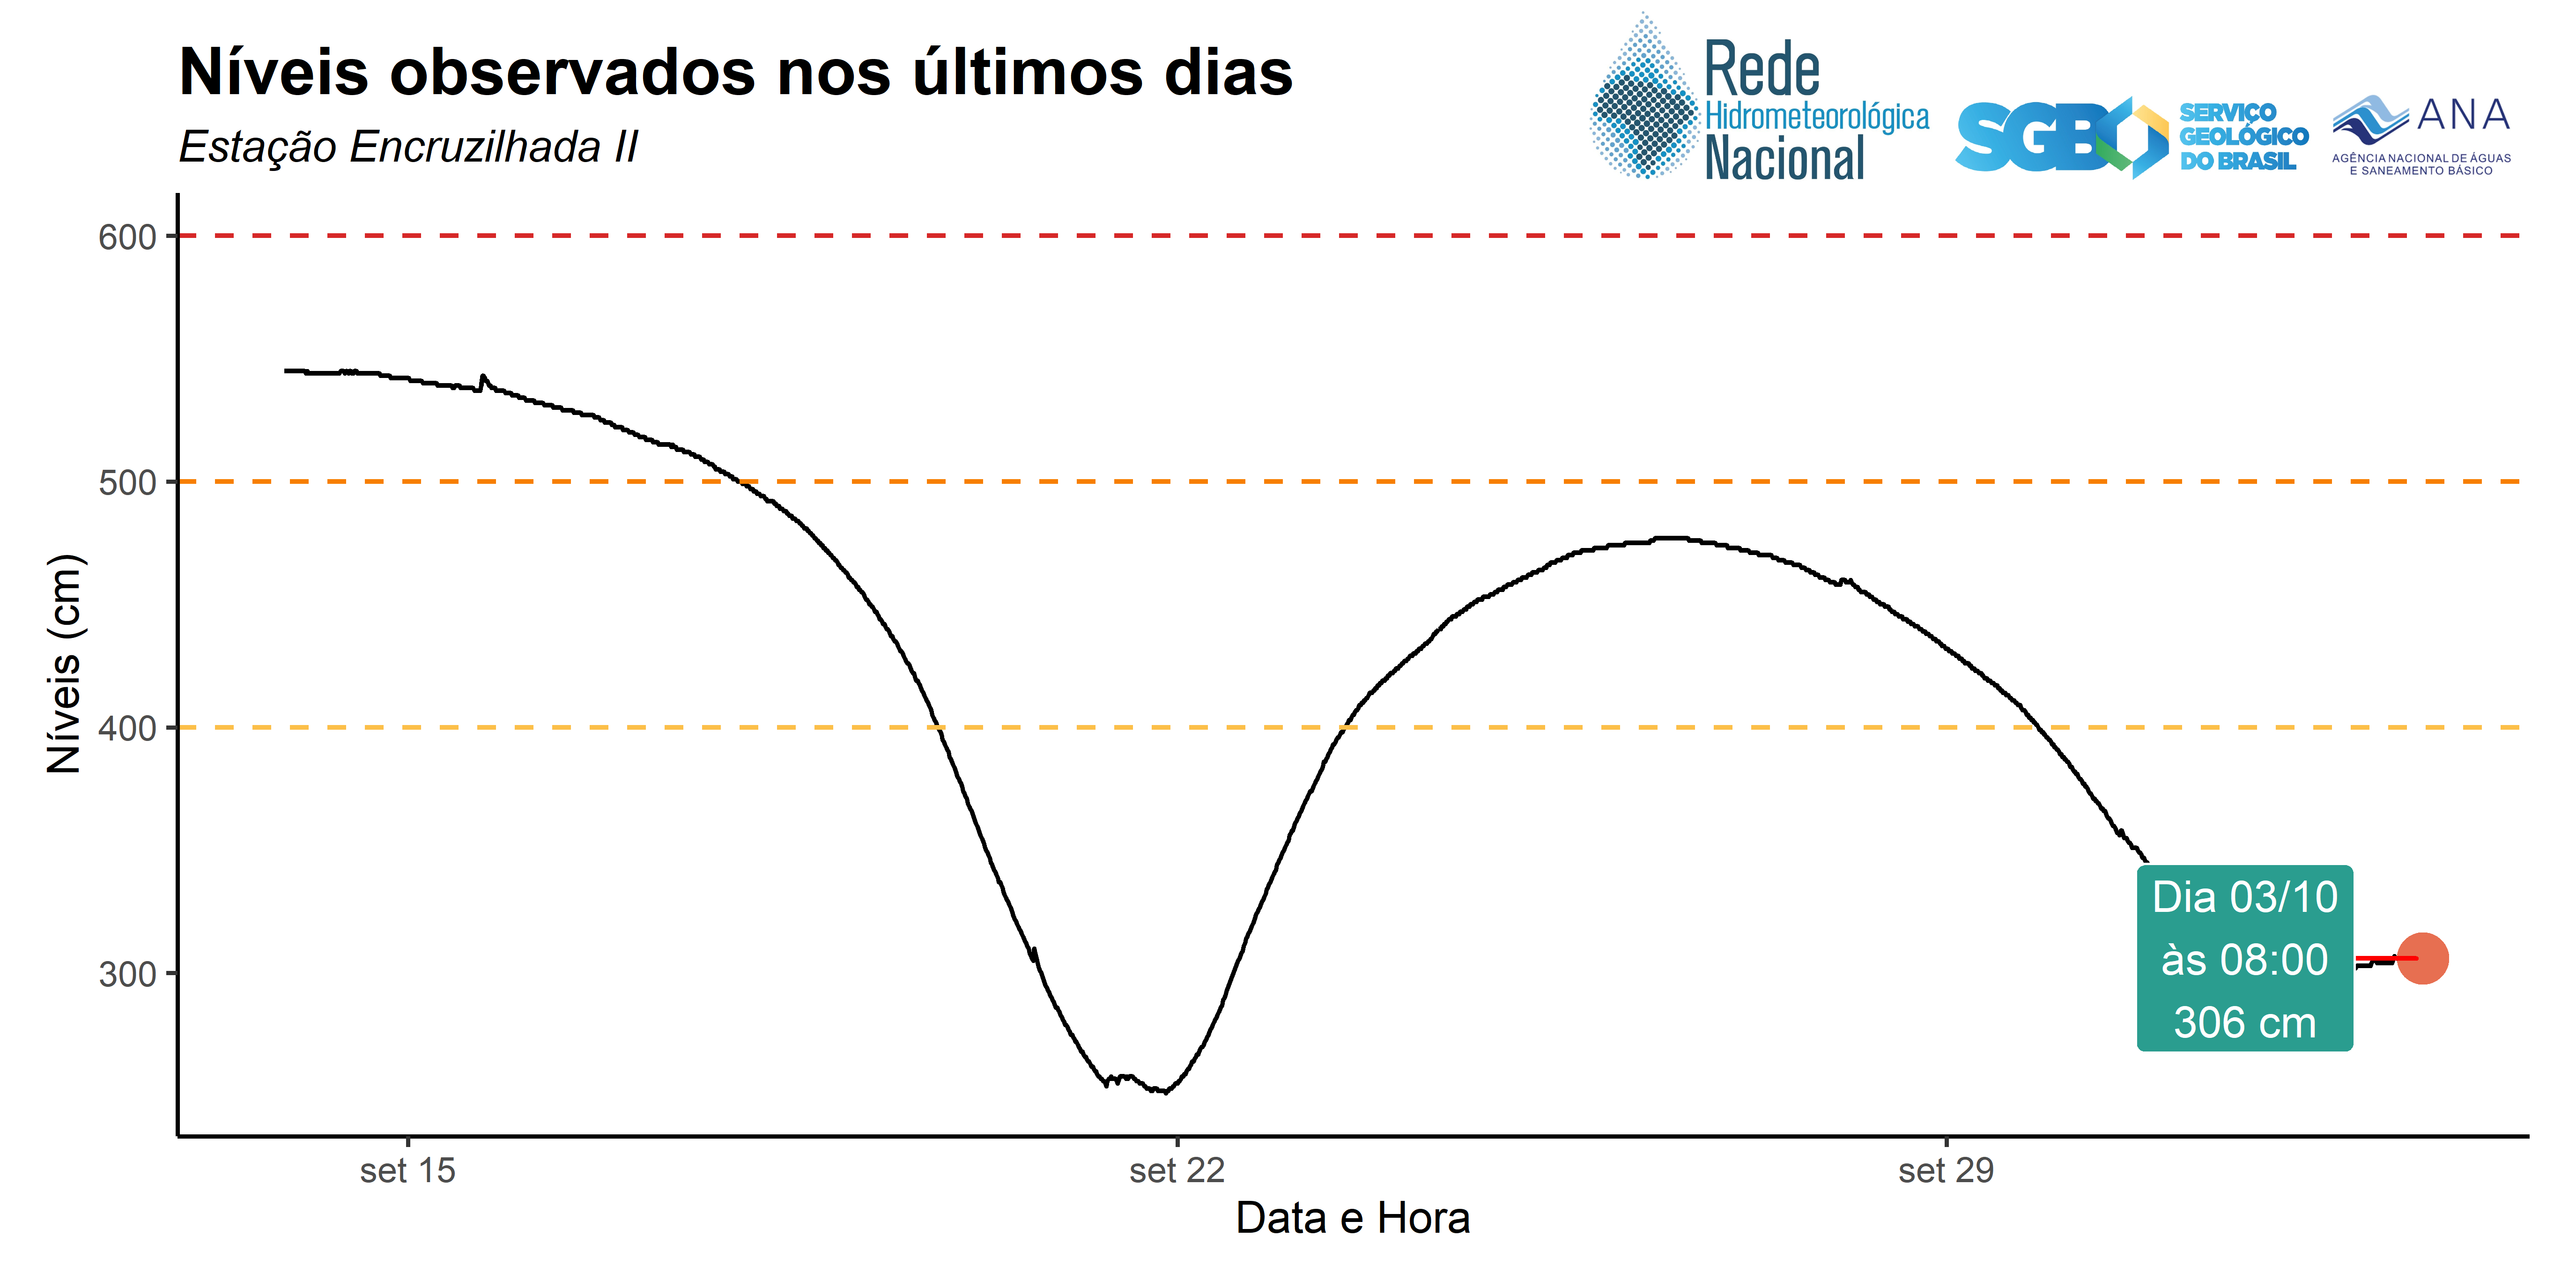 Níveis observados nos últimos dias
Estação Encruzilhada II
Rede
Hidrometeorológica
Nacional
SGB
SERVIÇO
GEOLÓGICO
DO BRASIL
ANA
AGÊNCIA NACIONAL DE ÁGUAS
E SANEAMENTO BÁSICO
Níveis (cm)
600
500
400
300
Dia 03/10
às 08:00
306 cm
set 15
set 22
set 29
Data e Hora